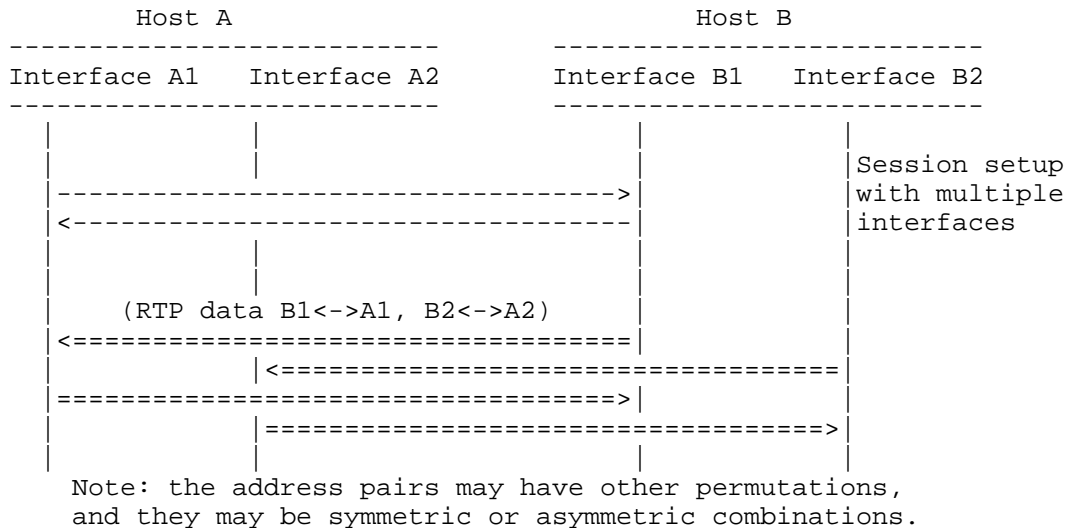 Host A Host B
Interface A1 Interface A2 Interface B1 Interface B2
Session setup
with multiple
interfaces
(RTP data B1<->A1, B2<->A2)
Note: the address pairs may have other permutations,
and they may be symmetric or asymmetric combinations.